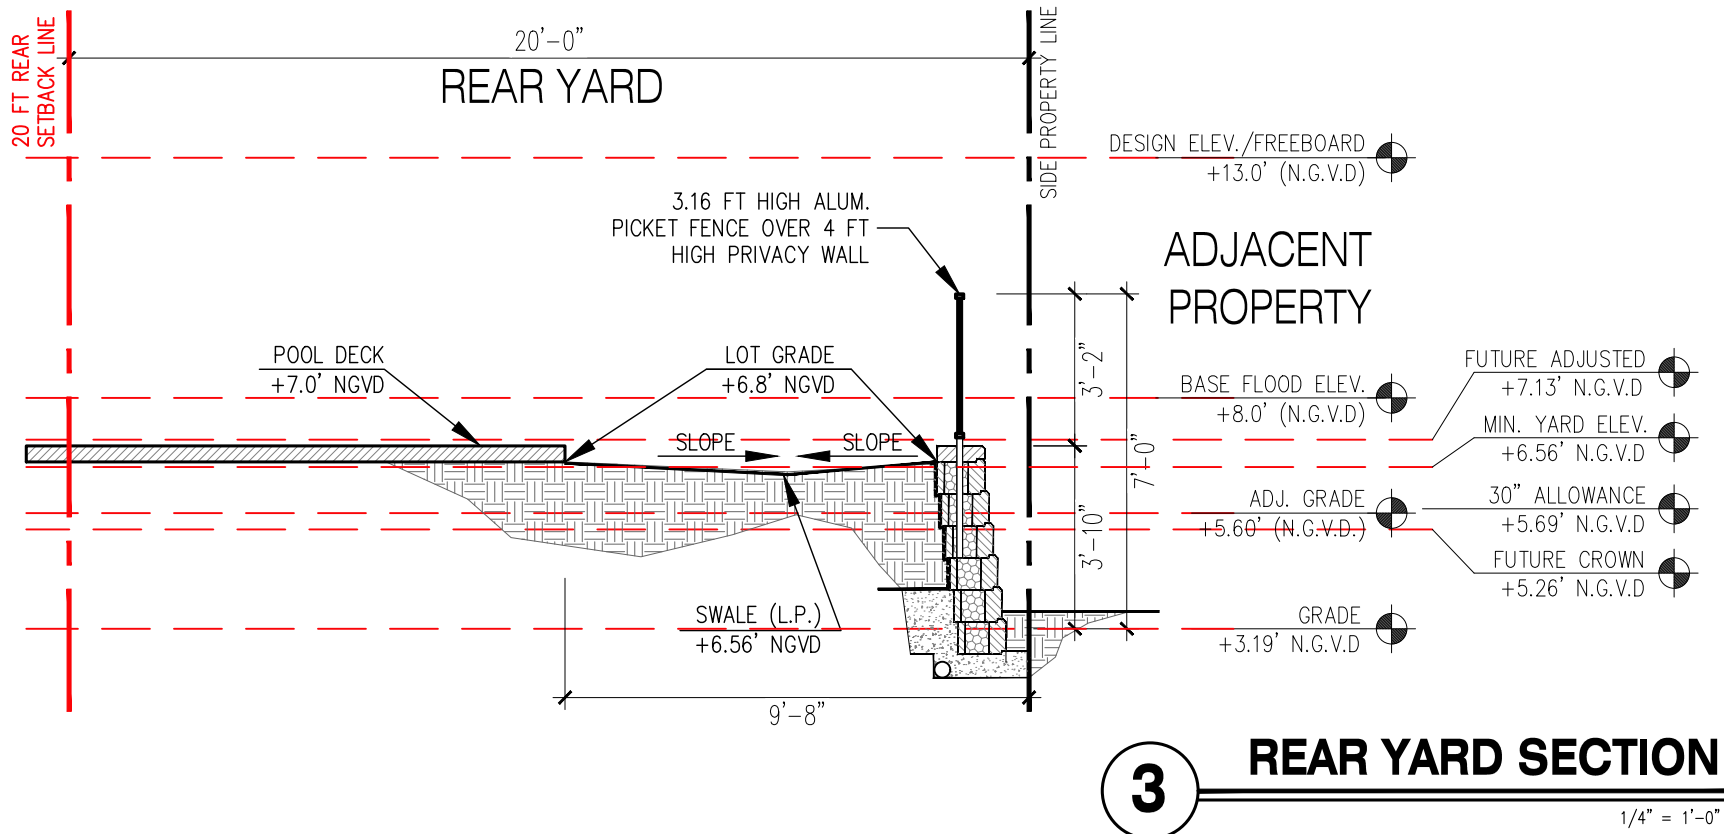 20 FT REAR
SETBACK LINE
20'-0"
REAR YARD
SIDE PROPERTY LINE
DESIGN ELEV./FREEBOARD
+13.0' (N.G.V.D)
3.16 FT HIGH ALUM.
PICKET FENCE OVER 4 FT
HIGH PRIVACY WALL
ADJACENT
PROPERTY
POOL DECK
+7.0' NGVD
LOT GRADE
+6.8' NGVD
3'-2"
7'-0"
3'-10"
BASE FLOOD ELEV.
+8.0' (N.G.V.D)
FUTURE ADJUSTED
+7.13' N.G.V.D
MIN. YARD ELEV.
+6.56' N.G.V.D
SLOPE
SLOPE
ADJ. GRADE
+5.60' (N.G.V.D.)
30" ALLOWANCE
+5.69' N.G.V.D
FUTURE CROWN
+5.26' N.G.V.D
SWALE (L.P.)
+6.56' NGVD
GRADE
+3.19' N.G.V.D
9'-8"
3
REAR YARD SECTION
1/4" = 1'-0"